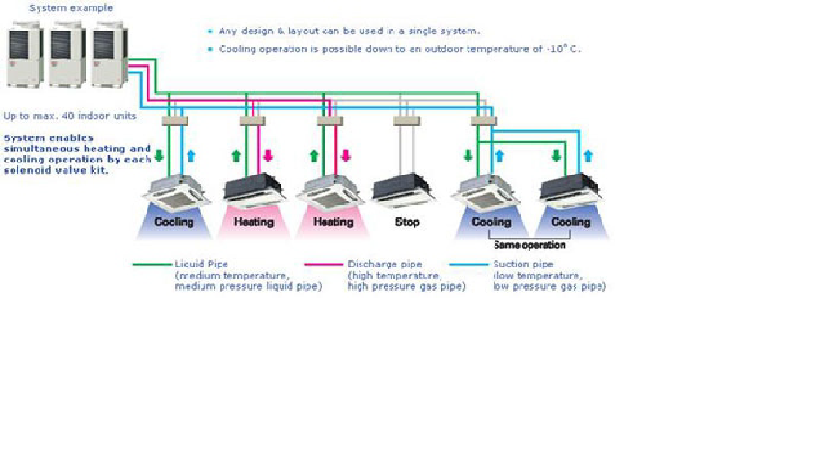 System example
Any design & layout can be used in a single system.
Cooling operation is possible down to an outdoor temperature of -10° C.
Up to max. 40 indoor units
System enables
simultaneous heating and
cooling operation by each
solenoid valve kit.
Cooling
Heating
Heating
Stop
Cooling
Cooling
Same operation
Liquid Pipe
(medium temperature,
medium pressure liquid pipe)
Discharge pipe
(high temperature,
high pressure gas pipe)
Suction pipe
(low temperature,
low pressure gas pipe)